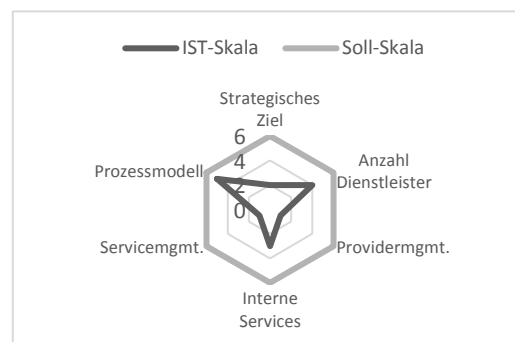 IST-Skala Soll-Skala
Strategisches
Ziel
6
4
2
0
Anzahl
Dienstleister
Providermgmt.
Interne
Services
Servicemgmt.
Prozessmodell